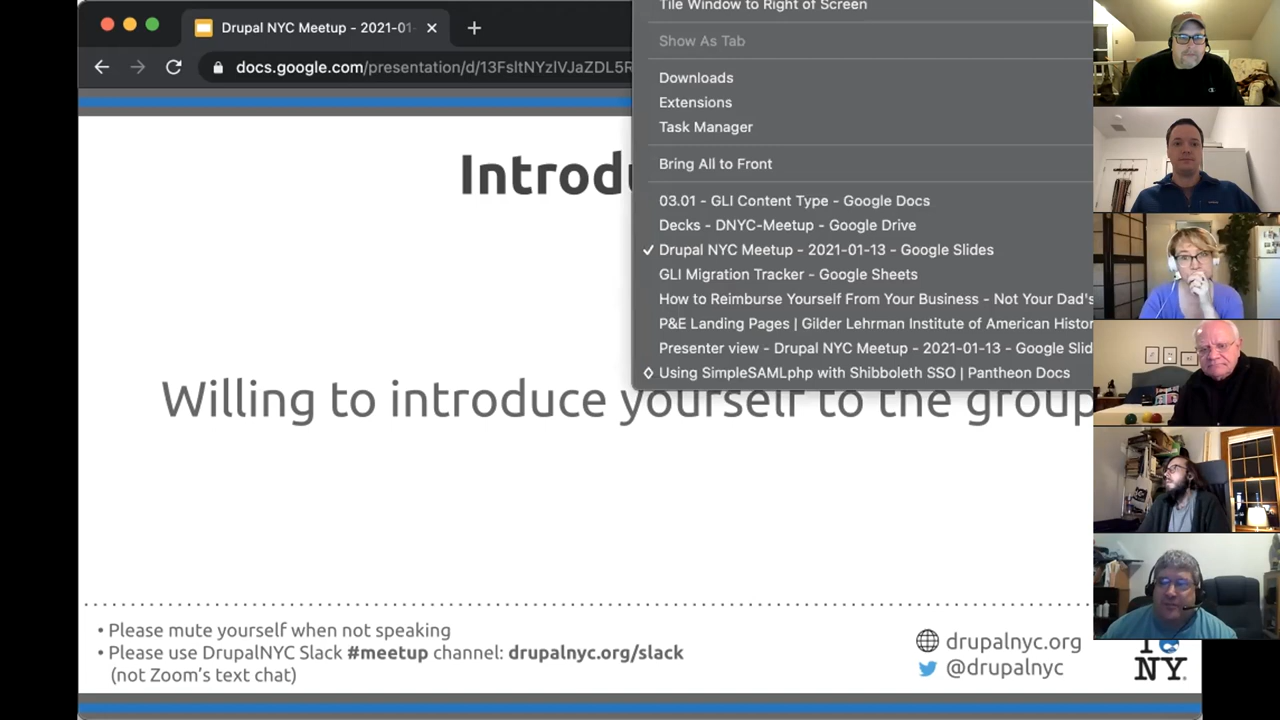 Drupal NYC Meetup - 2021-01-
docs.google.com/presentation/d/13FsltNYzlVJaZDL5R
Tile Window to Right of Screen
Show As Tab
Downloads
Extensions
Task Manager
Bring All to Front
03.01 - GLI Content Type - Google Docs
Decks - DNYC-Meetup - Google Drive
✓ Drupal NYC Meetup - 2021-01-13 - Google Slides
GLI Migration Tracker - Google Sheets
How to Reimburse Yourself From Your Business - Not Your Dad's
P&E Landing Pages | Gilder Lehrman Institute of American Histor
Presenter view - Drupal NYC Meetup - 2021-01-13 - Google Slid
◊ Using SimpleSAMLphp with Shibboleth SSO | Pantheon Docs
Introdu
Willing to introduce yourself to the group
• Please mute yourself when not speaking
• Please use DrupalNYC Slack #meetup channel: drupalnyc.org/slack
(not Zoom's text chat)
drupalnyc.org
@drupalnyc
I
NY.